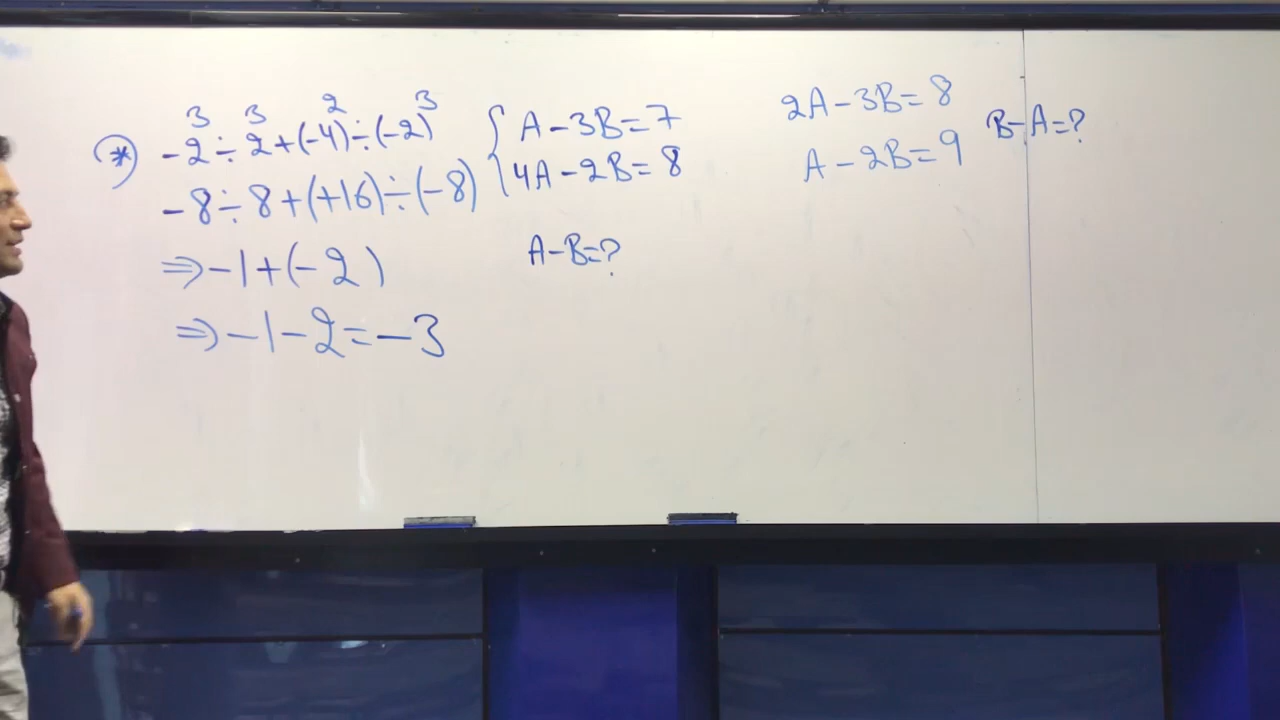 (*) -2³ ÷ 2³ + (-4)² ÷ (-2)³
-8 ÷ 8 + (+16) ÷ (-8)
⇒ -1 + (-2)
⇒ -1 - 2 = -3
{ A - 3B = 7
4A - 2B = 8
A - B = ?
2A - 3B = 8
A - 2B = 9
B - A = ?